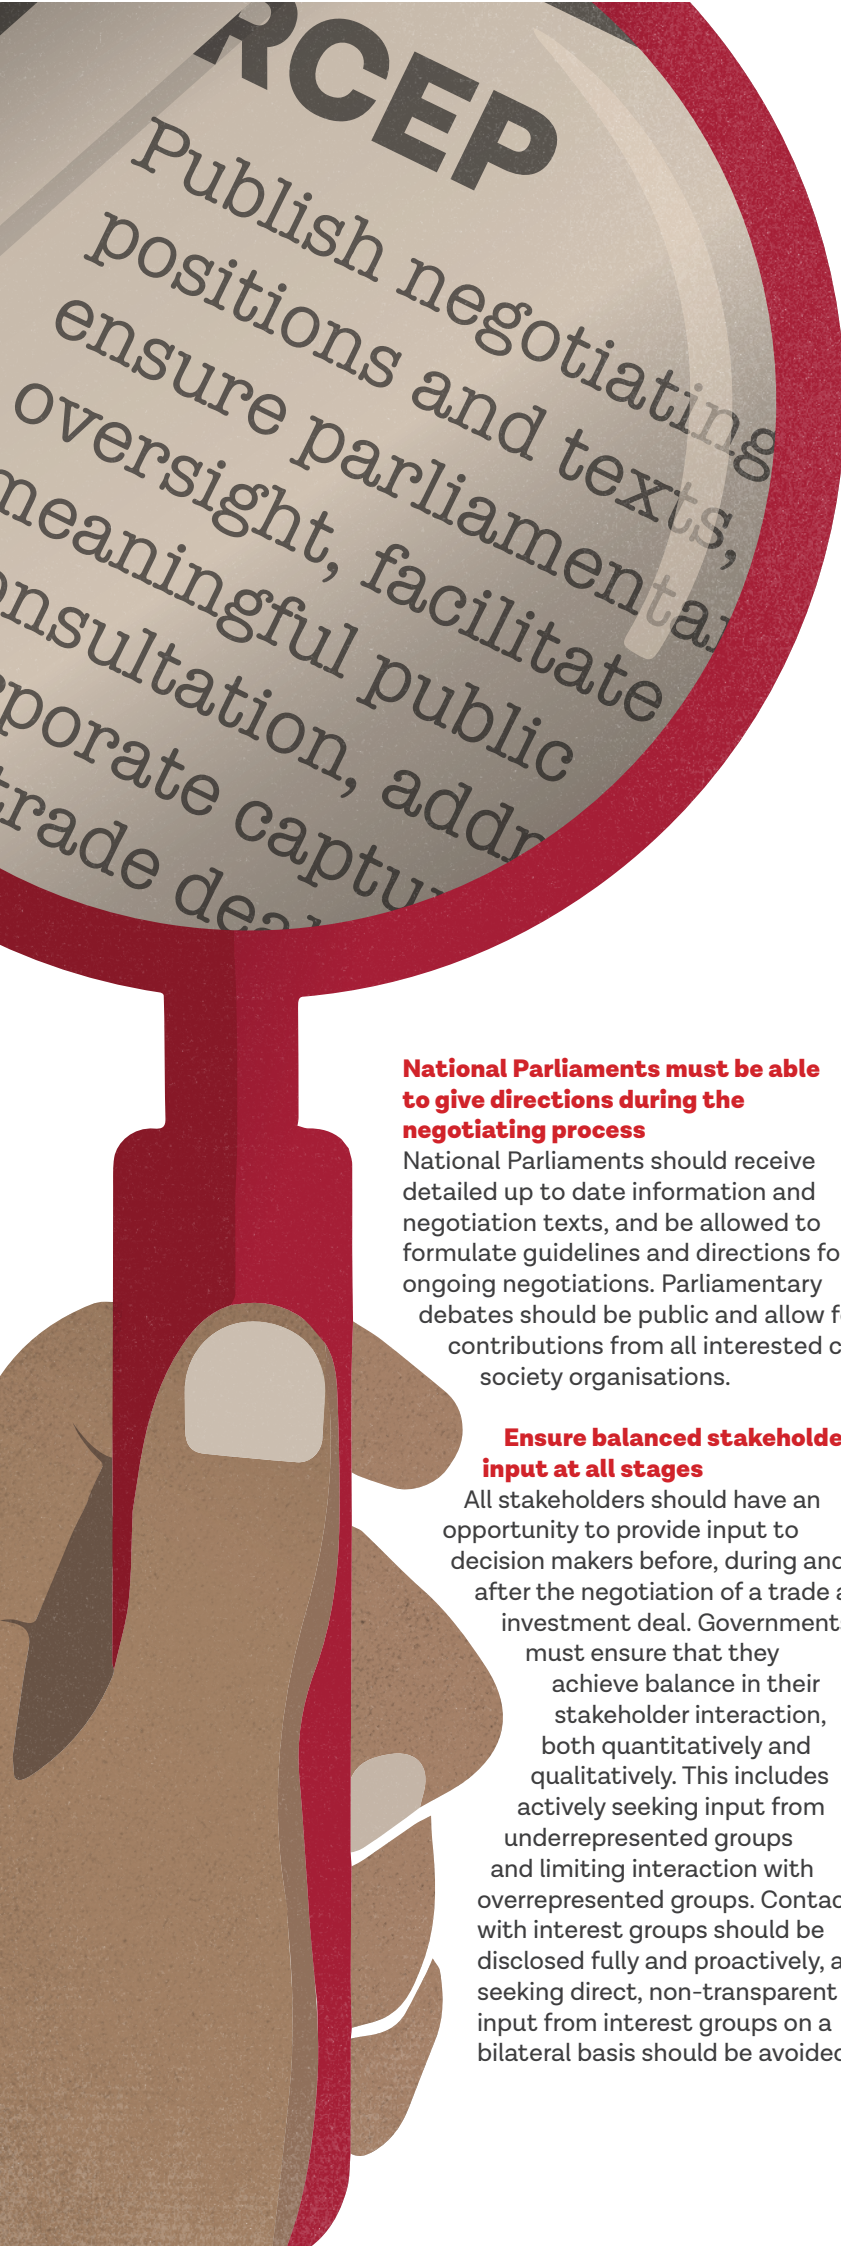 RCEP
Publish negotiating
positions and texts,
ensure parliamentar
oversight, facilitate
meaningful public
onsultation, addr
porate captu
trade deal
National Parliaments must be able
to give directions during the
negotiating process
National Parliaments should receive
detailed up to date information and
negotiation texts, and be allowed to
formulate guidelines and directions fo
ongoing negotiations. Parliamentary
debates should be public and allow f
contributions from all interested c
society organisations.
Ensure balanced stakeholde
input at all stages
All stakeholders should have an
opportunity to provide input to
decision makers before, during and
after the negotiation of a trade a
investment deal. Government
must ensure that they
achieve balance in their
stakeholder interaction,
both quantitatively and
qualitatively. This includes
actively seeking input from
underrepresented groups
and limiting interaction with
overrepresented groups. Contac
with interest groups should be
disclosed fully and proactively, a
seeking direct, non-transparent
input from interest groups on a
bilateral basis should be avoided